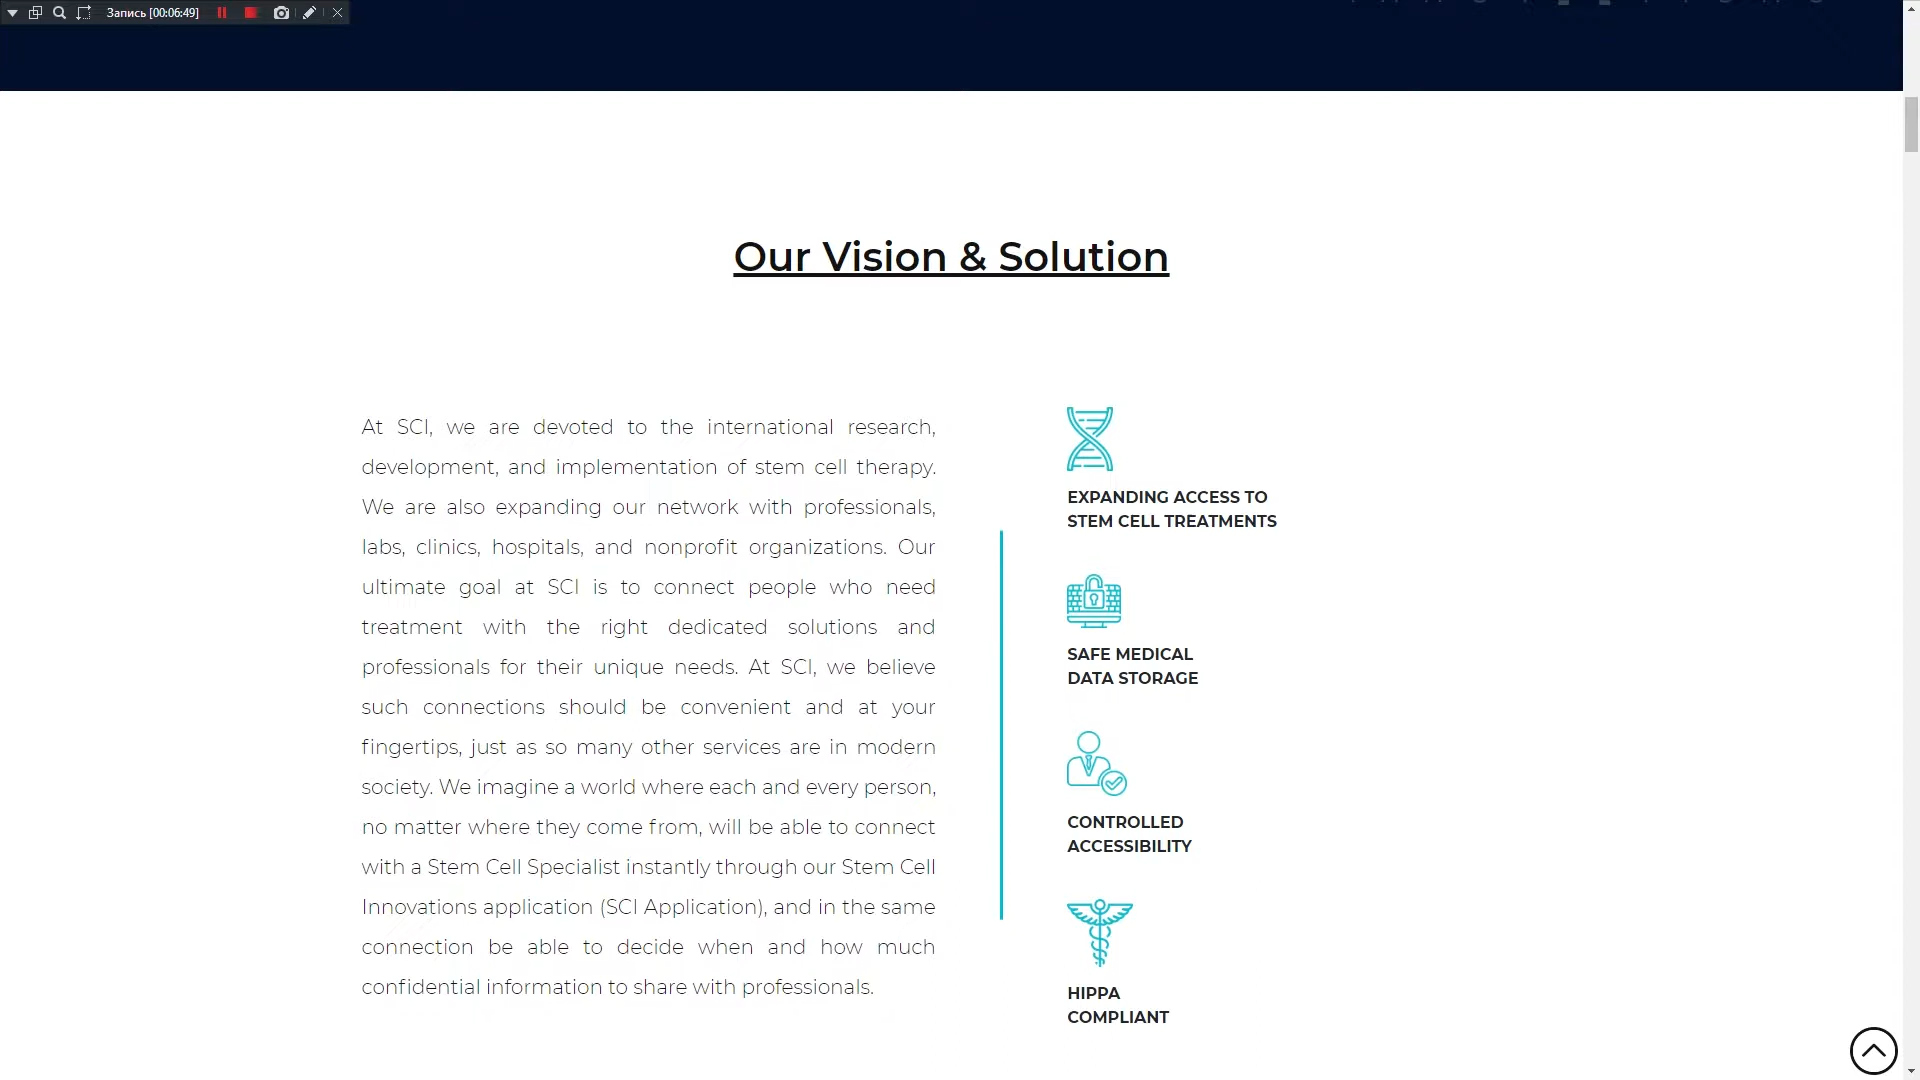 Запись [00:06:49]
Our Vision & Solution
At SCI, we are devoted to the international research,
development, and implementation of stem cell therapy.
We are also expanding our network with professionals,
labs, clinics, hospitals, and nonprofit organizations. Our
ultimate goal at SCI is to connect people who need
treatment with the right dedicated solutions and
professionals for their unique needs. At SCI, we believe
such connections should be convenient and at your
fingertips, just as so many other services are in modern
society. We imagine a world where each and every person,
no matter where they come from, will be able to connect
with a Stem Cell Specialist instantly through our Stem Cell
Innovations application (SCI Application), and in the same
connection be able to decide when and how much
confidential information to share with professionals.
EXPANDING ACCESS TO
STEM CELL TREATMENTS
SAFE MEDICAL
DATA STORAGE
CONTROLLED
ACCESSIBILITY
HIPPA
COMPLIANT